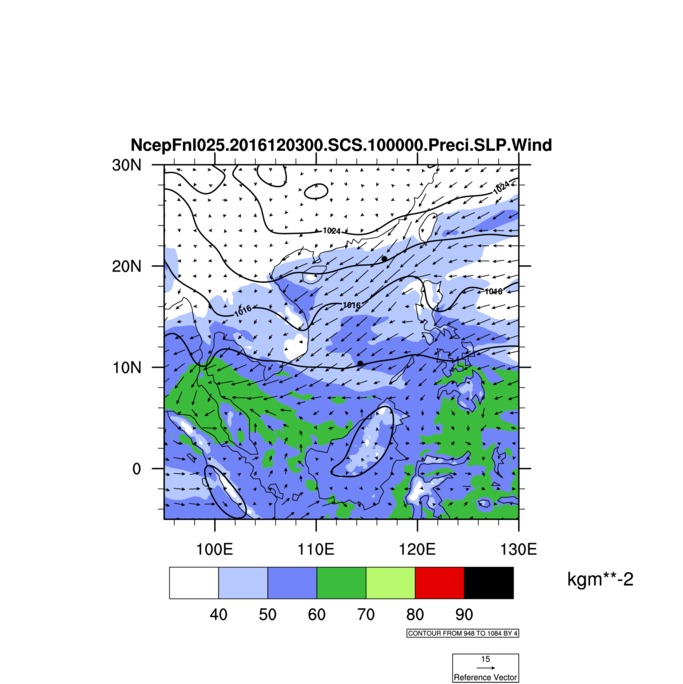 NcepFnl025.2016120300.SCS.100000.Preci.SLP.Wind
30N
20N
10N
0
1024
1024
1016
1016
1016
100E 110E 120E 130E
40 50 60 70 80 90
kgm**-2
CONTOUR FROM 948 TO 1084 BY 4
15
Reference Vector